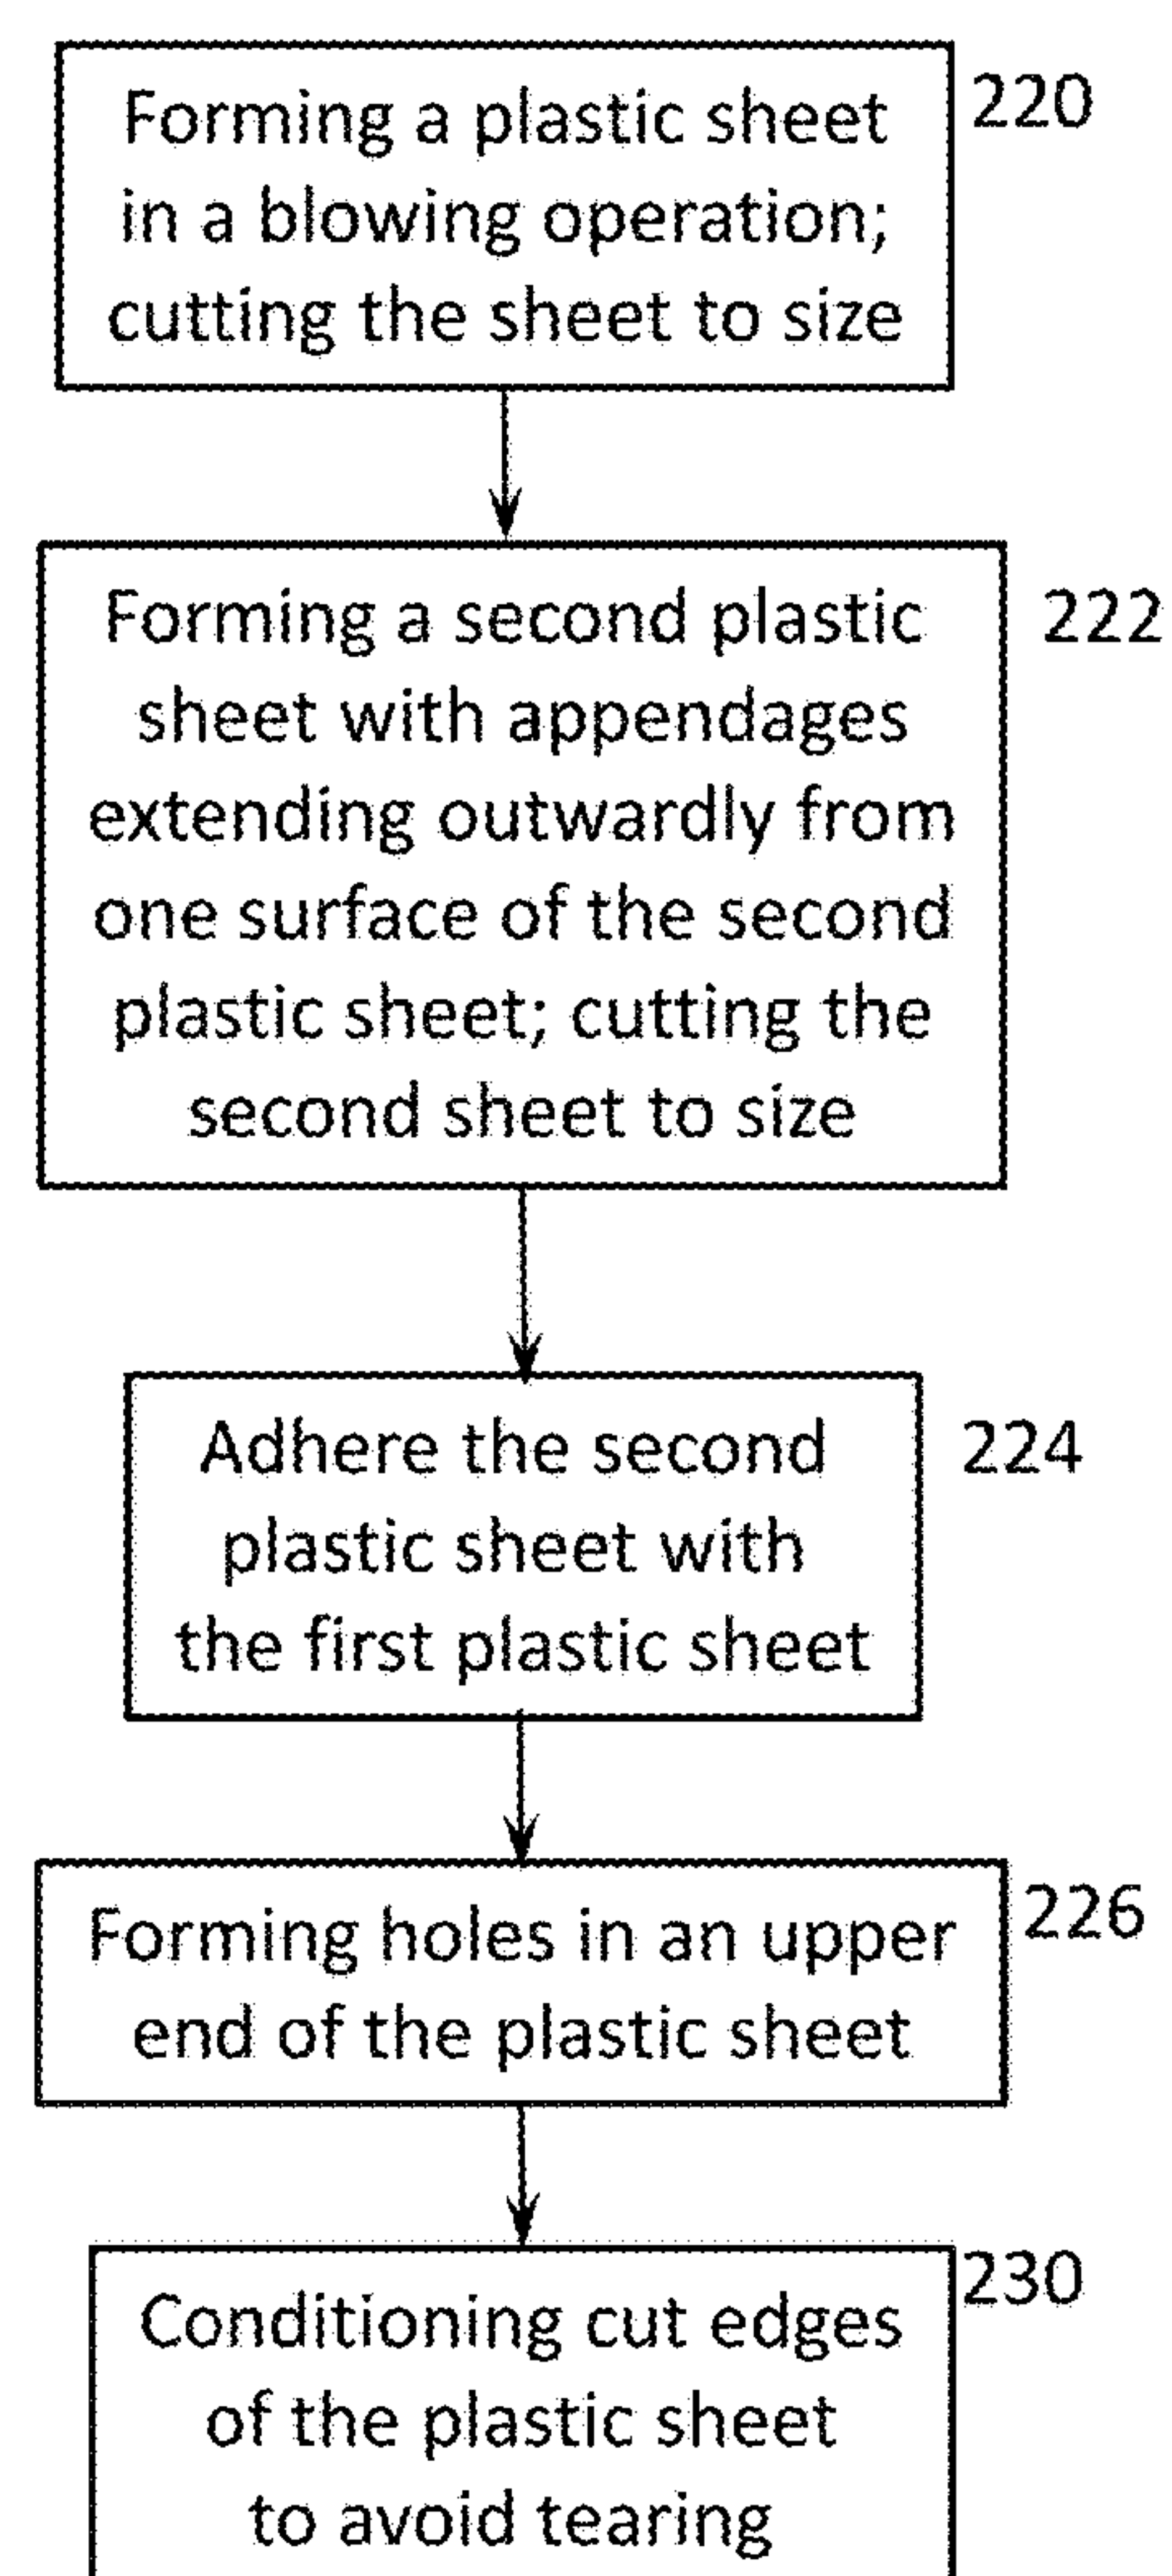 Forming a plastic sheet
in a blowing operation;
cutting the sheet to size
220
Forming a second plastic
sheet with appendages
extending outwardly from
one surface of the second
plastic sheet; cutting the
second sheet to size
222
Adhere the second
plastic sheet with
the first plastic sheet
224
Forming holes in an upper
end of the plastic sheet
226
Conditioning cut edges
of the plastic sheet
to avoid tearing
230